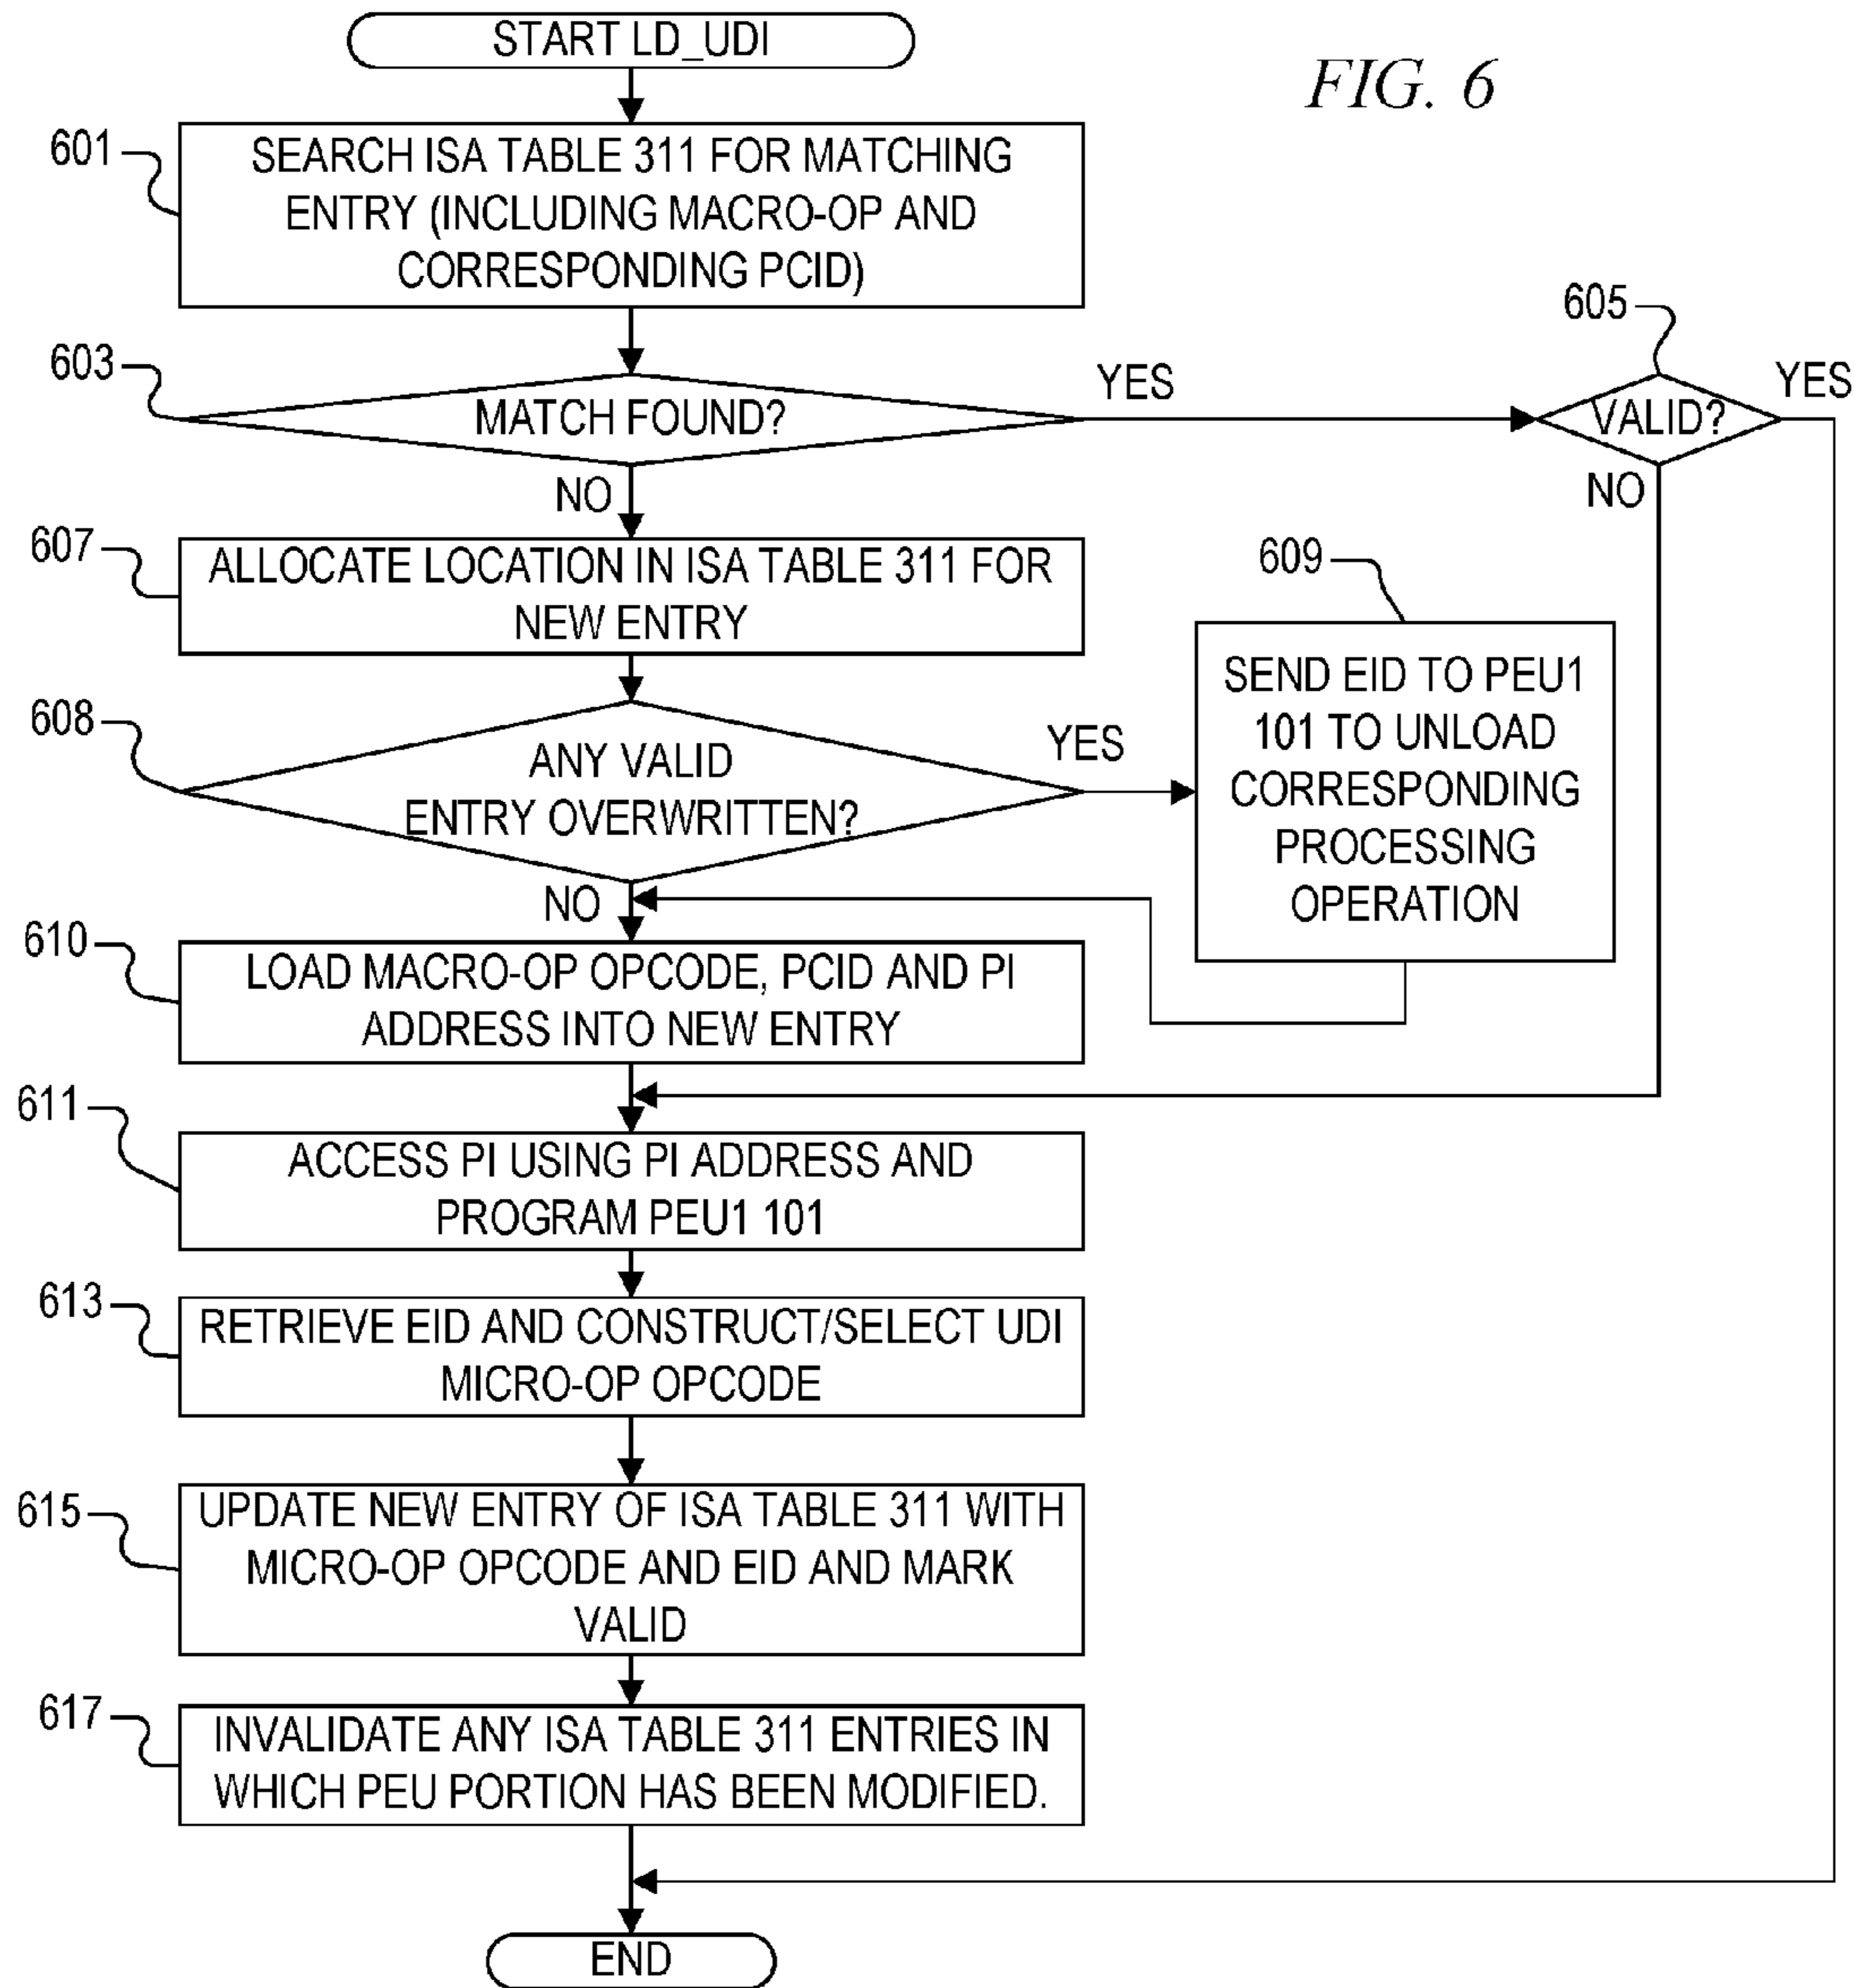 START LD_UDI
FIG. 6
601
SEARCH ISA TABLE 311 FOR MATCHING
ENTRY (INCLUDING MACRO-OP AND
CORRESPONDING PCID)
605
603
MATCH FOUND?
YES
VALID?
YES
NO
NO
607
ALLOCATE LOCATION IN ISA TABLE 311 FOR
NEW ENTRY
609
SEND EID TO PEU1
101 TO UNLOAD
CORRESPONDING
PROCESSING
OPERATION
608
ANY VALID
ENTRY OVERWRITTEN?
YES
NO
610
LOAD MACRO-OP OPCODE, PCID AND PI
ADDRESS INTO NEW ENTRY
611
ACCESS PI USING PI ADDRESS AND
PROGRAM PEU1 101
613
RETRIEVE EID AND CONSTRUCT/SELECT UDI
MICRO-OP OPCODE
615
UPDATE NEW ENTRY OF ISA TABLE 311 WITH
MICRO-OP OPCODE AND EID AND MARK
VALID
617
INVALIDATE ANY ISA TABLE 311 ENTRIES IN
WHICH PEU PORTION HAS BEEN MODIFIED.
END